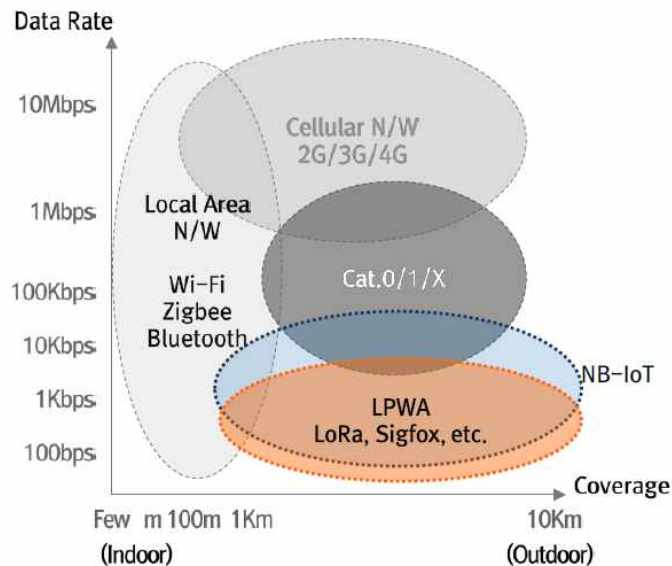 Data Rate
10Mbps
1Mbps
100Kbps
10Kbps
1Kbps
100bps
Cellular N/W
2G/3G/4G
Local Area
N/W
Wi-Fi
Zigbee
Bluetooth
Cat.0/1/X
NB-IoT
LPWA
LoRa, Sigfox, etc.
Coverage
Few m 100m 1Km 10Km
(Indoor) (Outdoor)